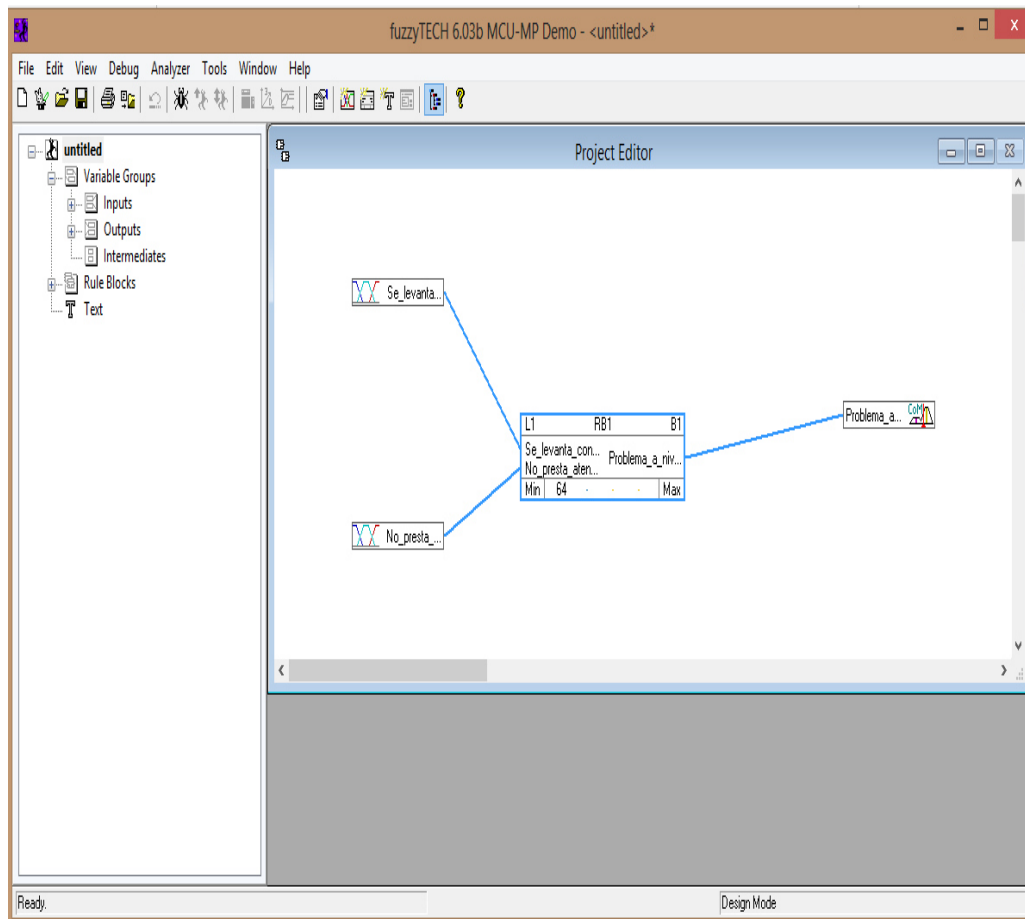 fuzzyTECH 6.03b MCU-MP Demo - <untitled>*
File Edit View Debug Analyzer Tools Window Help
untitled
Variable Groups
Inputs
Outputs
Intermediates
Rule Blocks
Text
Project Editor
Se_levanta...
L1 RB1 B1
Se_levanta_con...
No_presta_aten...
Problema_a_niv...
Min 64 - - - Max
Problema_a... CoM
No_presta_...
Ready. Design Mode